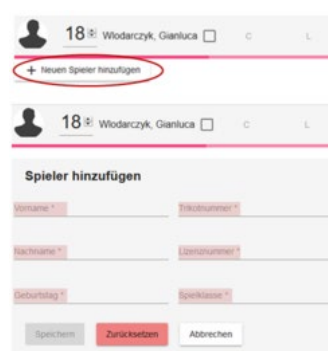 18 Wlodarczyk, Gianluca C L
+ Neuen Spieler hinzufügen
18 Wlodarczyk, Gianluca C L
Spieler hinzufügen
Vorname * Trikotnummer *
Nachname * Lizenznummer *
Geburtstag * Spielklasse *
Speichern Zurücksetzen Abbrechen